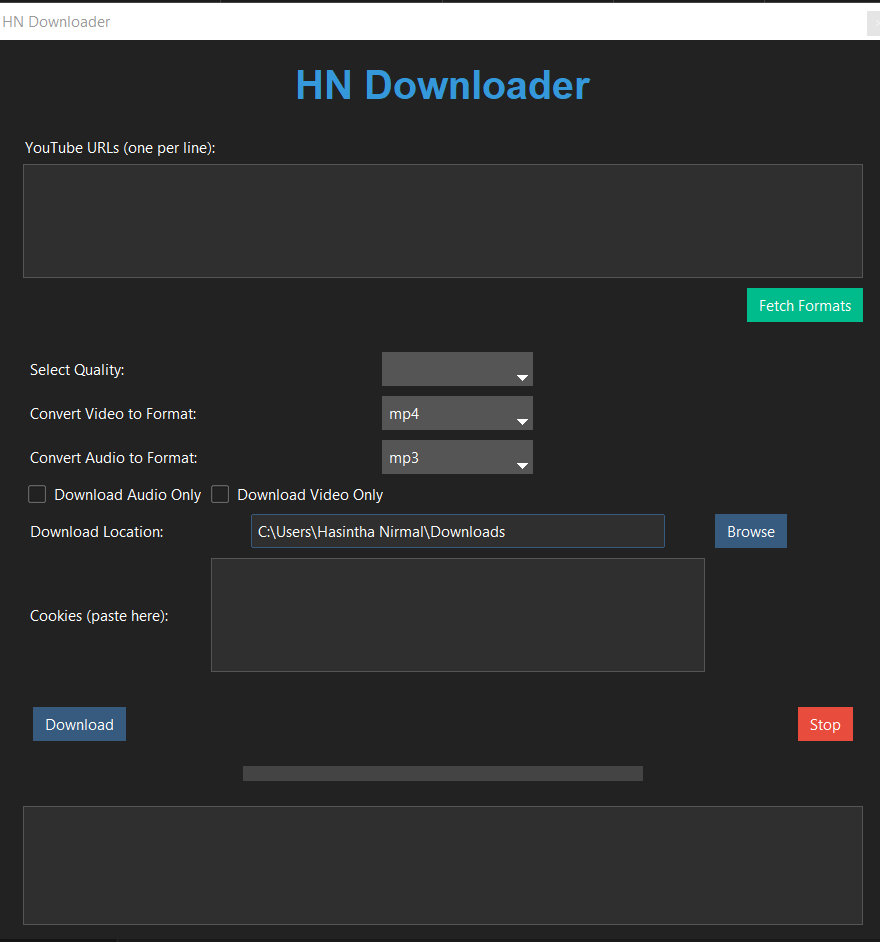 HN Downloader
HN Downloader
YouTube URLs (one per line):
Fetch Formats
Select Quality:
Convert Video to Format: mp4
Convert Audio to Format: mp3
Download Audio Only Download Video Only
Download Location: C:\Users\Hasintha Nirmal\Downloads Browse
Cookies (paste here):
Download Stop